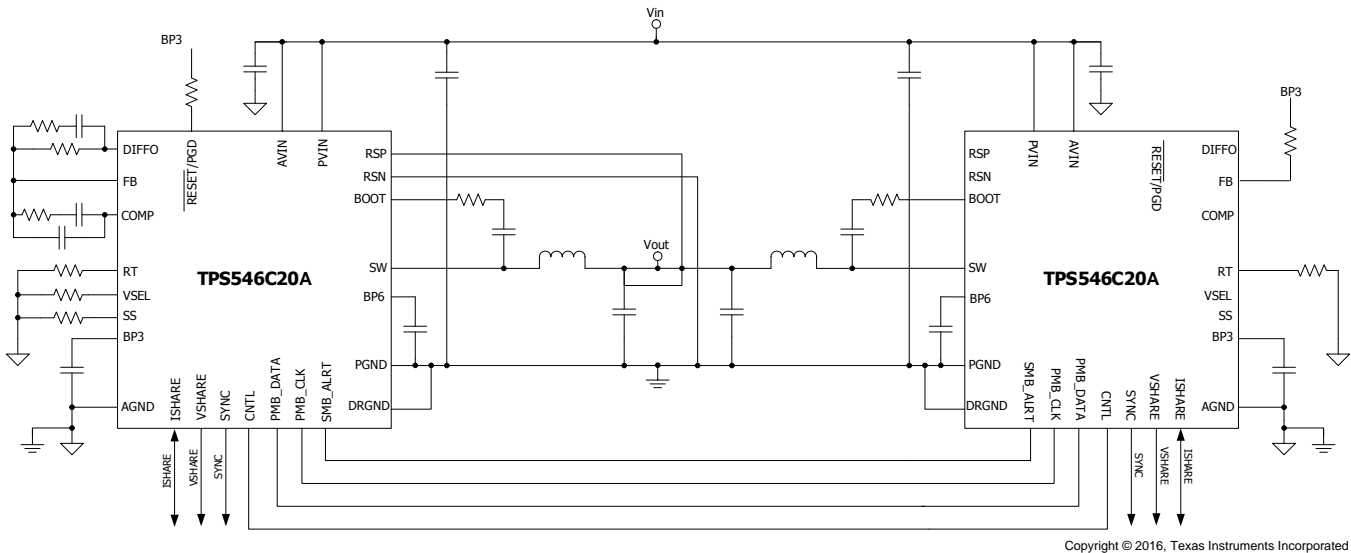 Vin
BP3
BP3
DIFFO
FB
COMP
RT
VSEL
SS
BP3
AGND
RESET/PGD
AVIN
PVIN
TPS546C20A
RSP
RSN
BOOT
SW
BP6
PGND
DRGND
ISHARE
VSHARE
SYNC
CNTL
PMB_DATA
PMB_CLK
SMB_ALRT
ISHARE
VSHARE
SYNC
Vout
RSP
RSN
BOOT
SW
BP6
PGND
DRGND
PVIN
AVIN
RESET/PGD
TPS546C20A
DIFFO
FB
COMP
RT
VSEL
SS
BP3
AGND
SMB_ALRT
PMB_CLK
PMB_DATA
CNTL
SYNC
VSHARE
ISHARE
SYNC
VSHARE
ISHARE
Copyright © 2016, Texas Instruments Incorporated